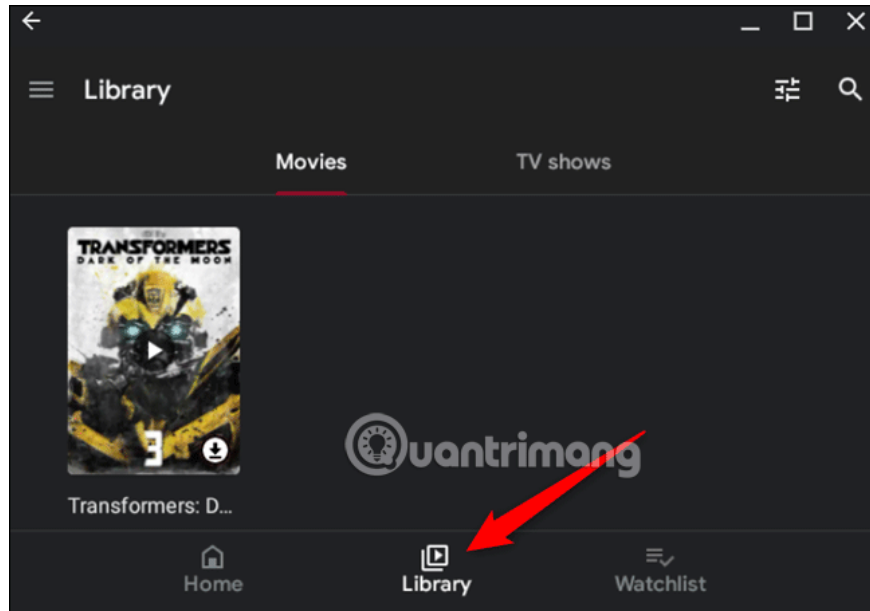 Library
Movies
TV shows
TRANSFORMERS
DARK OF THE MOON
3
Quantrimang
Transformers: D...
Home
Library
Watchlist